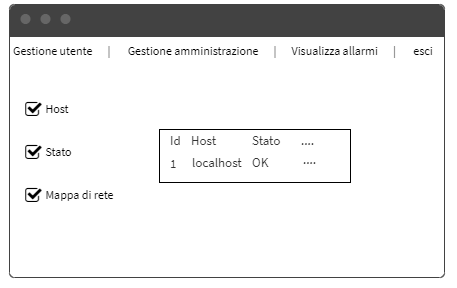 Gestione utente | Gestione amministrazione | Visualizza allarmi | esci
Host
Stato
Mappa di rete
Id Host Stato ....
1 localhost OK ....